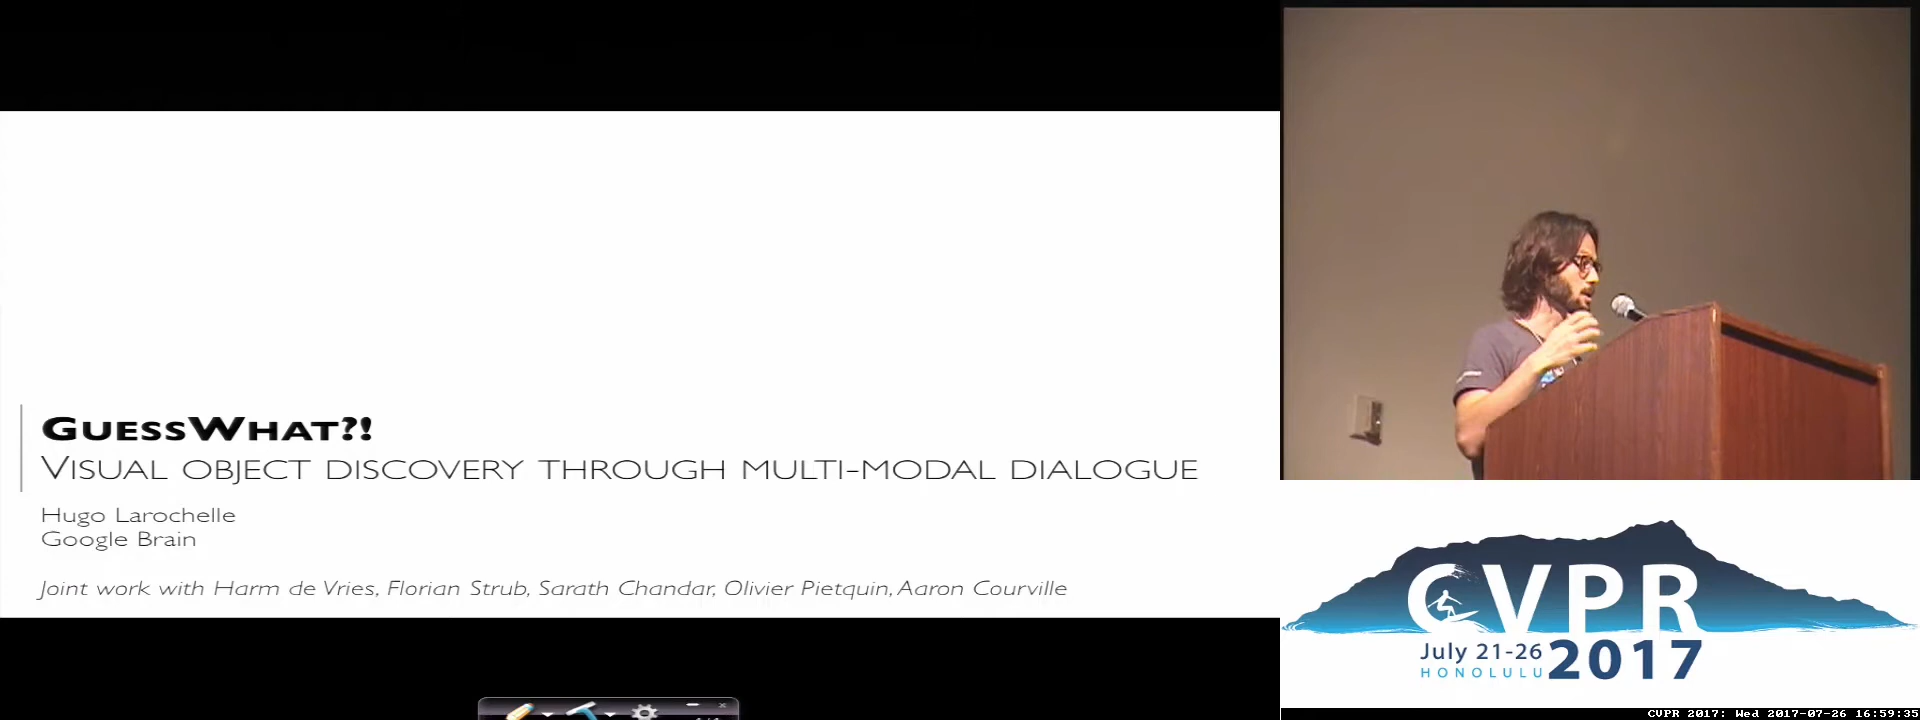 GUESSWHAT?!
VISUAL OBJECT DISCOVERY THROUGH MULTI-MODAL DIALOGUE
Hugo Larochelle
Google Brain
Joint work with Harm de Vries, Florian Strub, Sarath Chandar, Olivier Pietquin, Aaron Courville
CVPR
July 21-26
HONOLULU
2017
CVPR 2017: Wed 2017-07-26 16:59:35